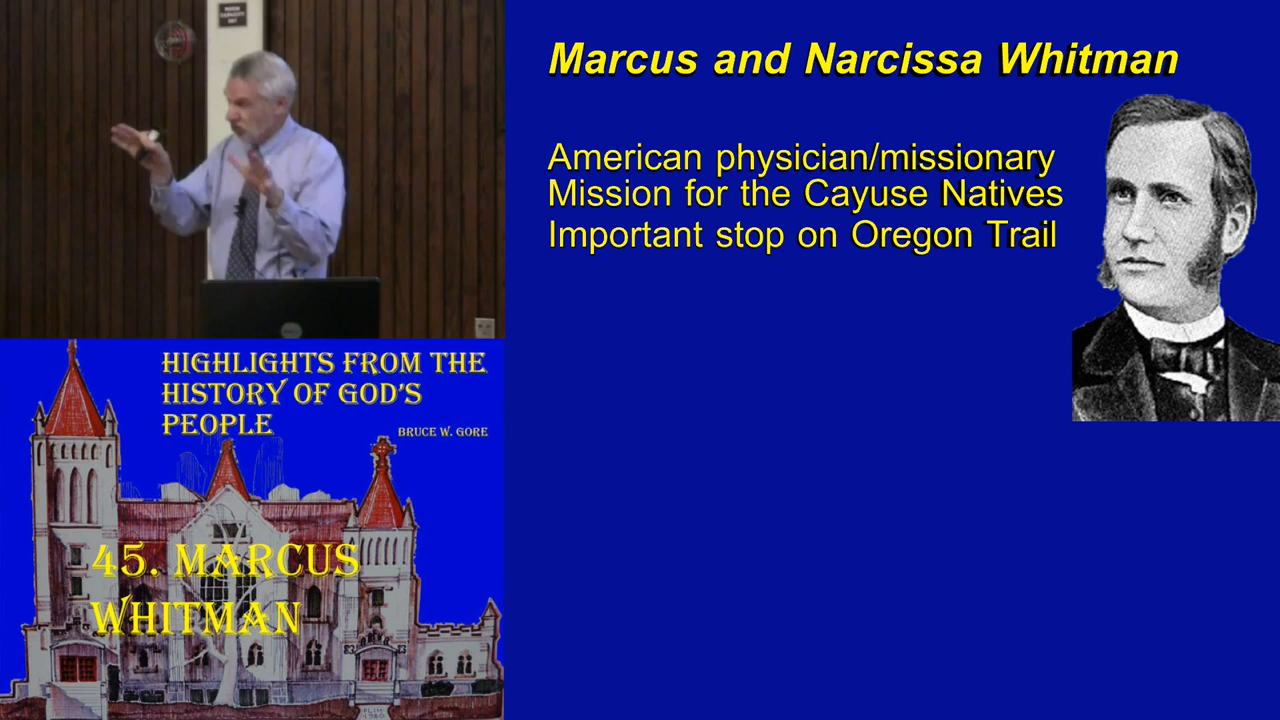 Marcus and Narcissa Whitman
American physician/missionary
Mission for the Cayuse Natives
Important stop on Oregon Trail
HIGHLIGHTS FROM THE
HISTORY OF GOD'S
PEOPLE
BRUCE W. GORE
45. MARCUS
WHITMAN